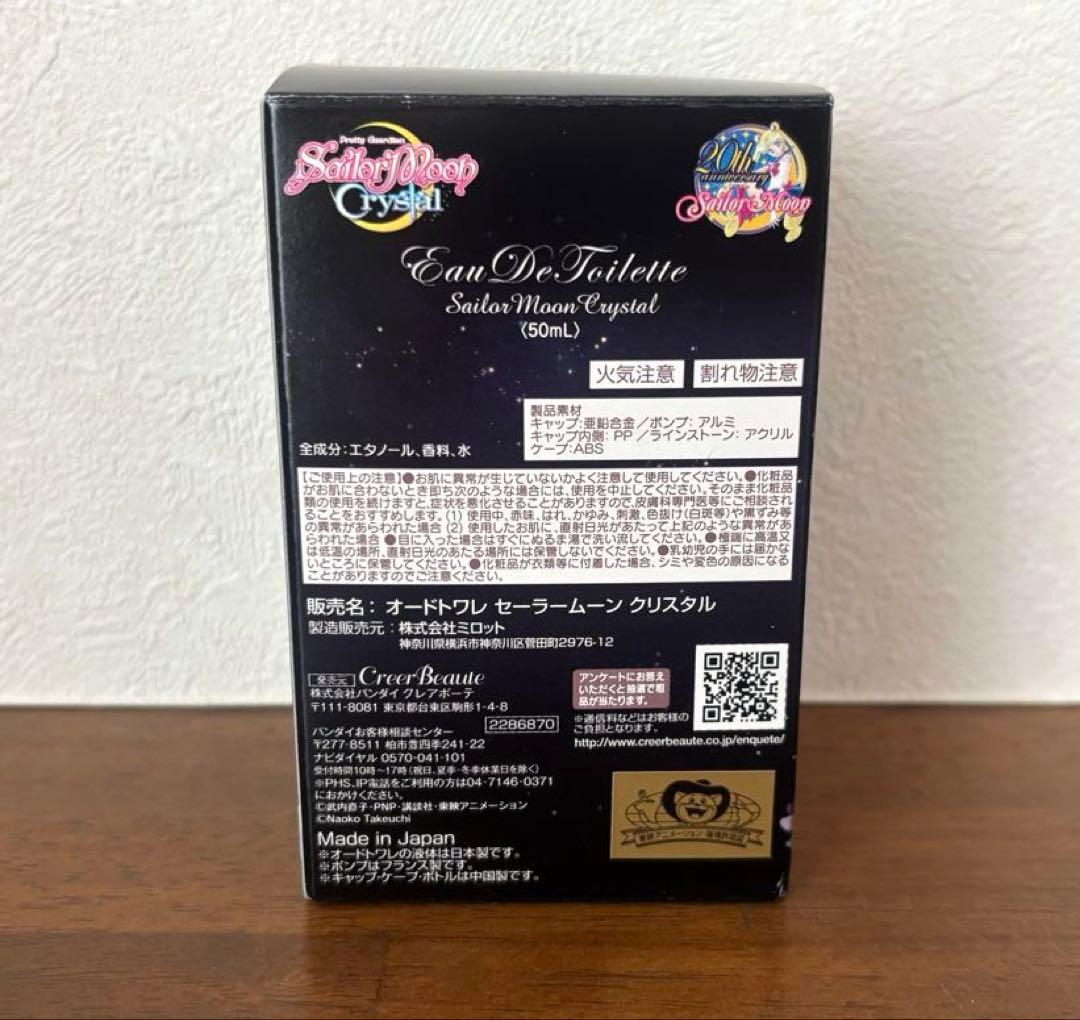 Pretty Guardian
Sailor Moon
Crystal
20th
anniversary
Sailor Moon
Eau De Toilette
Sailor Moon Crystal
〈50mL〉
火気注意
割れ物注意
製品素材
キャップ:亜鉛合金／ポンプ: アルミ
キャップ内側: PP／ラインストーン: アクリル
ケープ:ABS
全成分:エタノール、香料、水
【ご使用上の注意】●お肌に異常が生じていないかよく注意して使用してください。●化粧品
がお肌に合わないとき即ち次のような場合には、使用を中止してください。そのまま化粧品
類の使用を続けますと、症状を悪化させることがありますので、皮膚科専門医等にご相談され
ることをおすすめします。(1) 使用中、赤味、はれ、かゆみ、刺激、色抜け(白斑等)や黒ずみ等
の異常があらわれた場合 (2) 使用したお肌に、直射日光があたって上記のような異常があ
らわれた場合 ●目に入った場合はすぐにぬるま湯で洗い流してください。●極端に高温又
は低温の場所、直射日光のあたる場所には保管しないでください。●乳幼児の手には届かな
いところに保管してください。●化粧品が衣類等に付着した場合、シミや変色の原因になる
ことがありますのでご注意ください。
販売名: オードトワレ セーラームーン クリスタル
製造販売元:株式会社ミロット
神奈川県横浜市神奈川区菅田町2976-12
発売元 CreerBeaute
株式会社バンダイ クレアボーテ
〒111-8081 東京都台東区駒形1-4-8
2286870
バンダイお客様相談センター
〒277-8511 柏市豊四季241-22
ナビダイヤル 0570-041-101
受付時間10時〜17時(祝日、夏季・冬季休業日を除く)
※PHS、IP電話をご利用の方は04-7146-0371
におかけください。
©武内直子・PNP・講談社・東映アニメーション
©Naoko Takeuchi
Made in Japan
※オードトワレの液体は日本製です。
※ポンプはフランス製です。
※キャップ・ケープ・ボトルは中国製です。
アンケートにお答え
いただくと抽選で粗
品が当たります。
※通信料などはお客様の
ご負担となります。
http://www.creerbeaute.co.jp/enquete/
東映アニメーション・版権許諾証